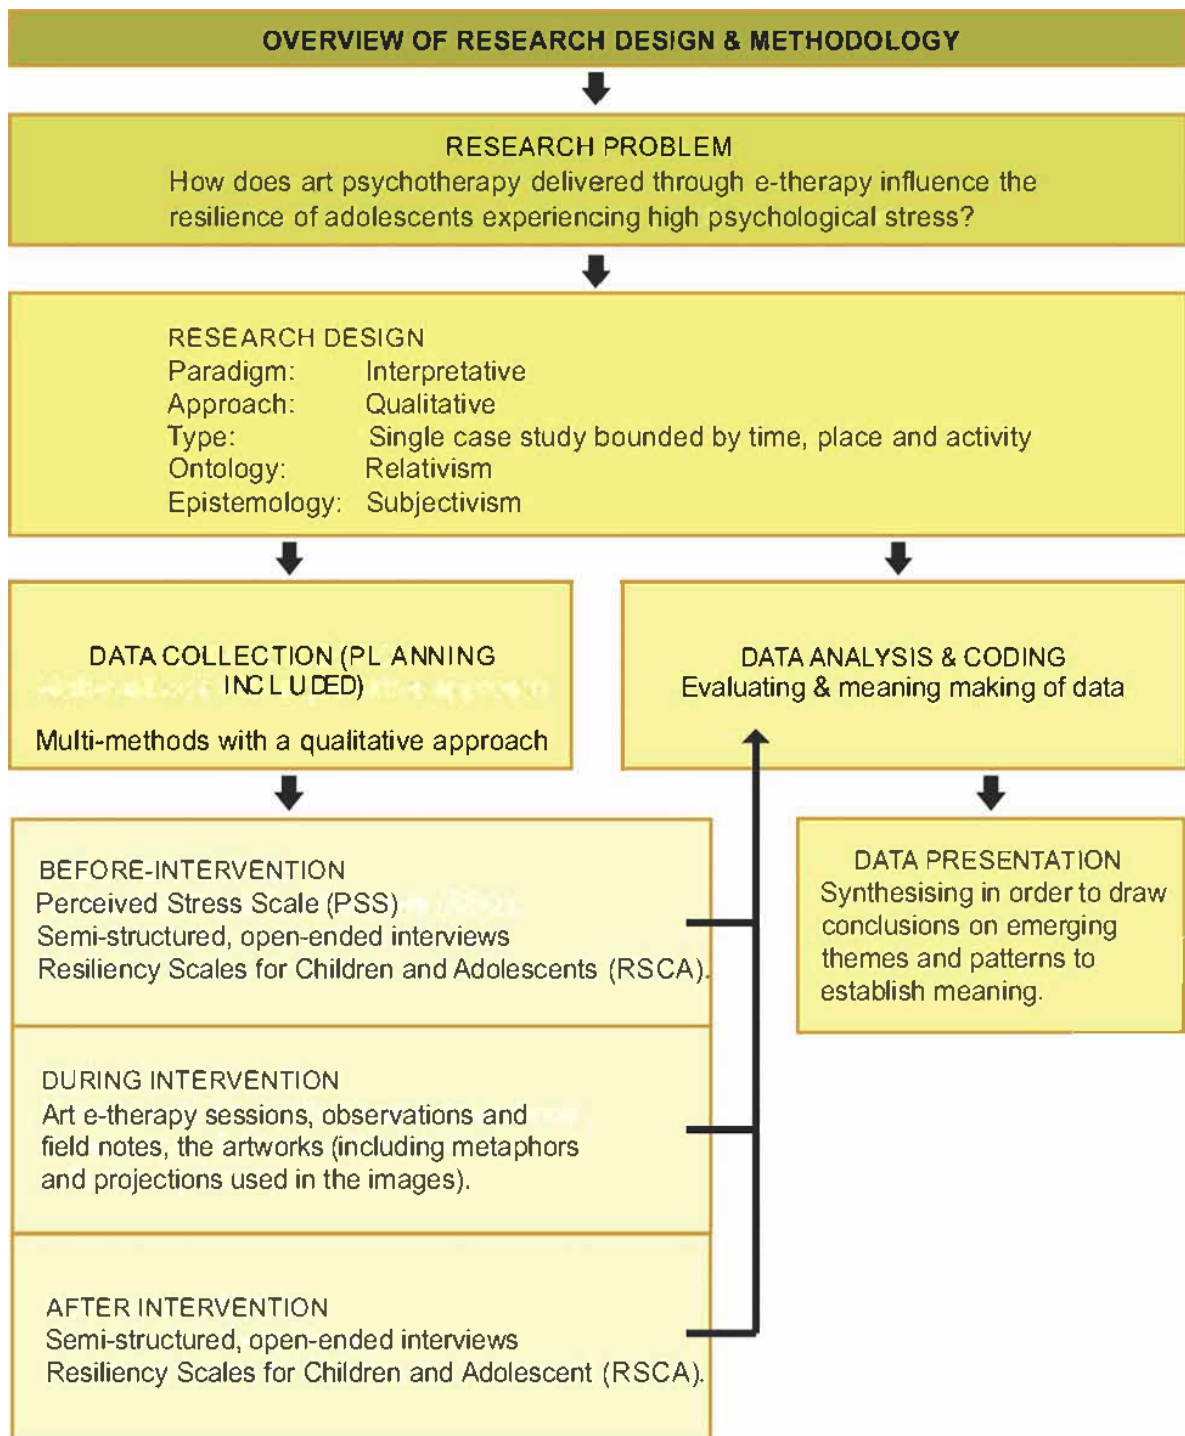 OVERVIEW OF RESEARCH DESIGN & METHODOLOGY
RESEARCH PROBLEM
How does art psychotherapy delivered through e-therapy influence the
resilience of adolescents experiencing high psychological stress?
RESEARCH DESIGN
Paradigm: Interpretative
Approach: Qualitative
Type: Single case study bounded by time, place and activity
Ontology: Relativism
Epistemology: Subjectivism
DATA COLLECTION (PL ANNING
INCLUDED)
Multi-methods with a qualitative approach
DATA ANALYSIS & CODING
Evaluating & meaning making of data
BEFORE-INTERVENTION
Perceived Stress Scale (PSS)
Semi-structured, open-ended interviews
Resiliency Scales for Children and Adolescents (RSCA).
DURING INTERVENTION
Art e-therapy sessions, observations and
field notes, the artworks (including metaphors
and projections used in the images).
AFTER INTERVENTION
Semi-structured, open-ended interviews
Resiliency Scales for Children and Adolescent (RSCA).
DATA PRESENTATION
Synthesising in order to draw
conclusions on emerging
themes and patterns to
establish meaning.